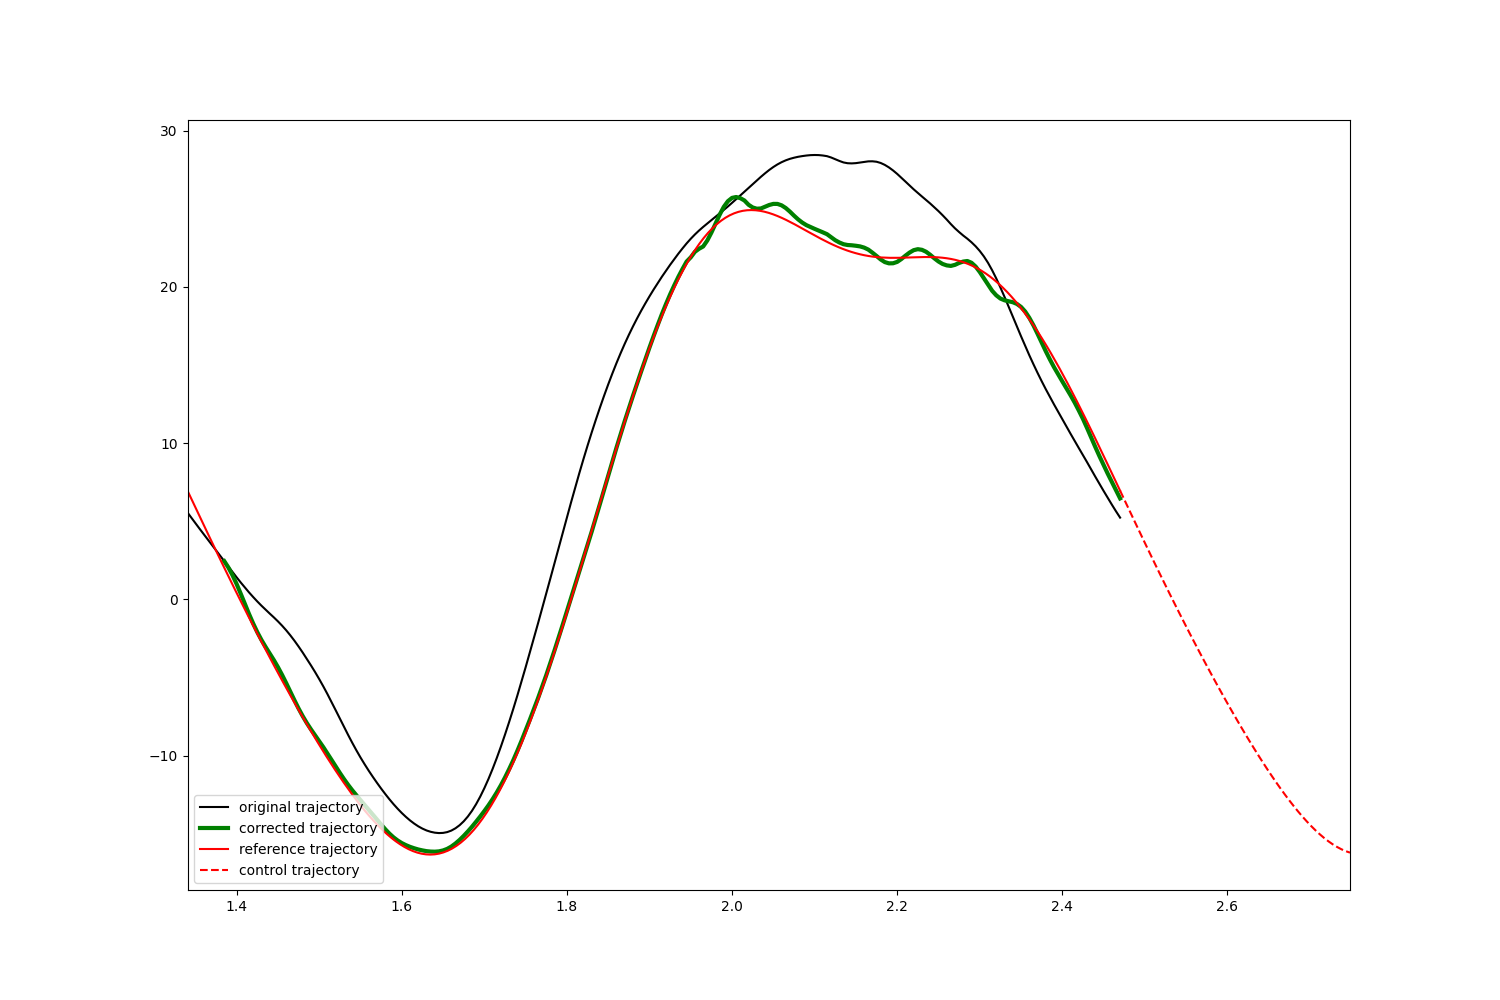 30
20
10
0
−10
original trajectory
corrected trajectory
reference trajectory
control trajectory
1.4 1.6 1.8 2.0 2.2 2.4 2.6